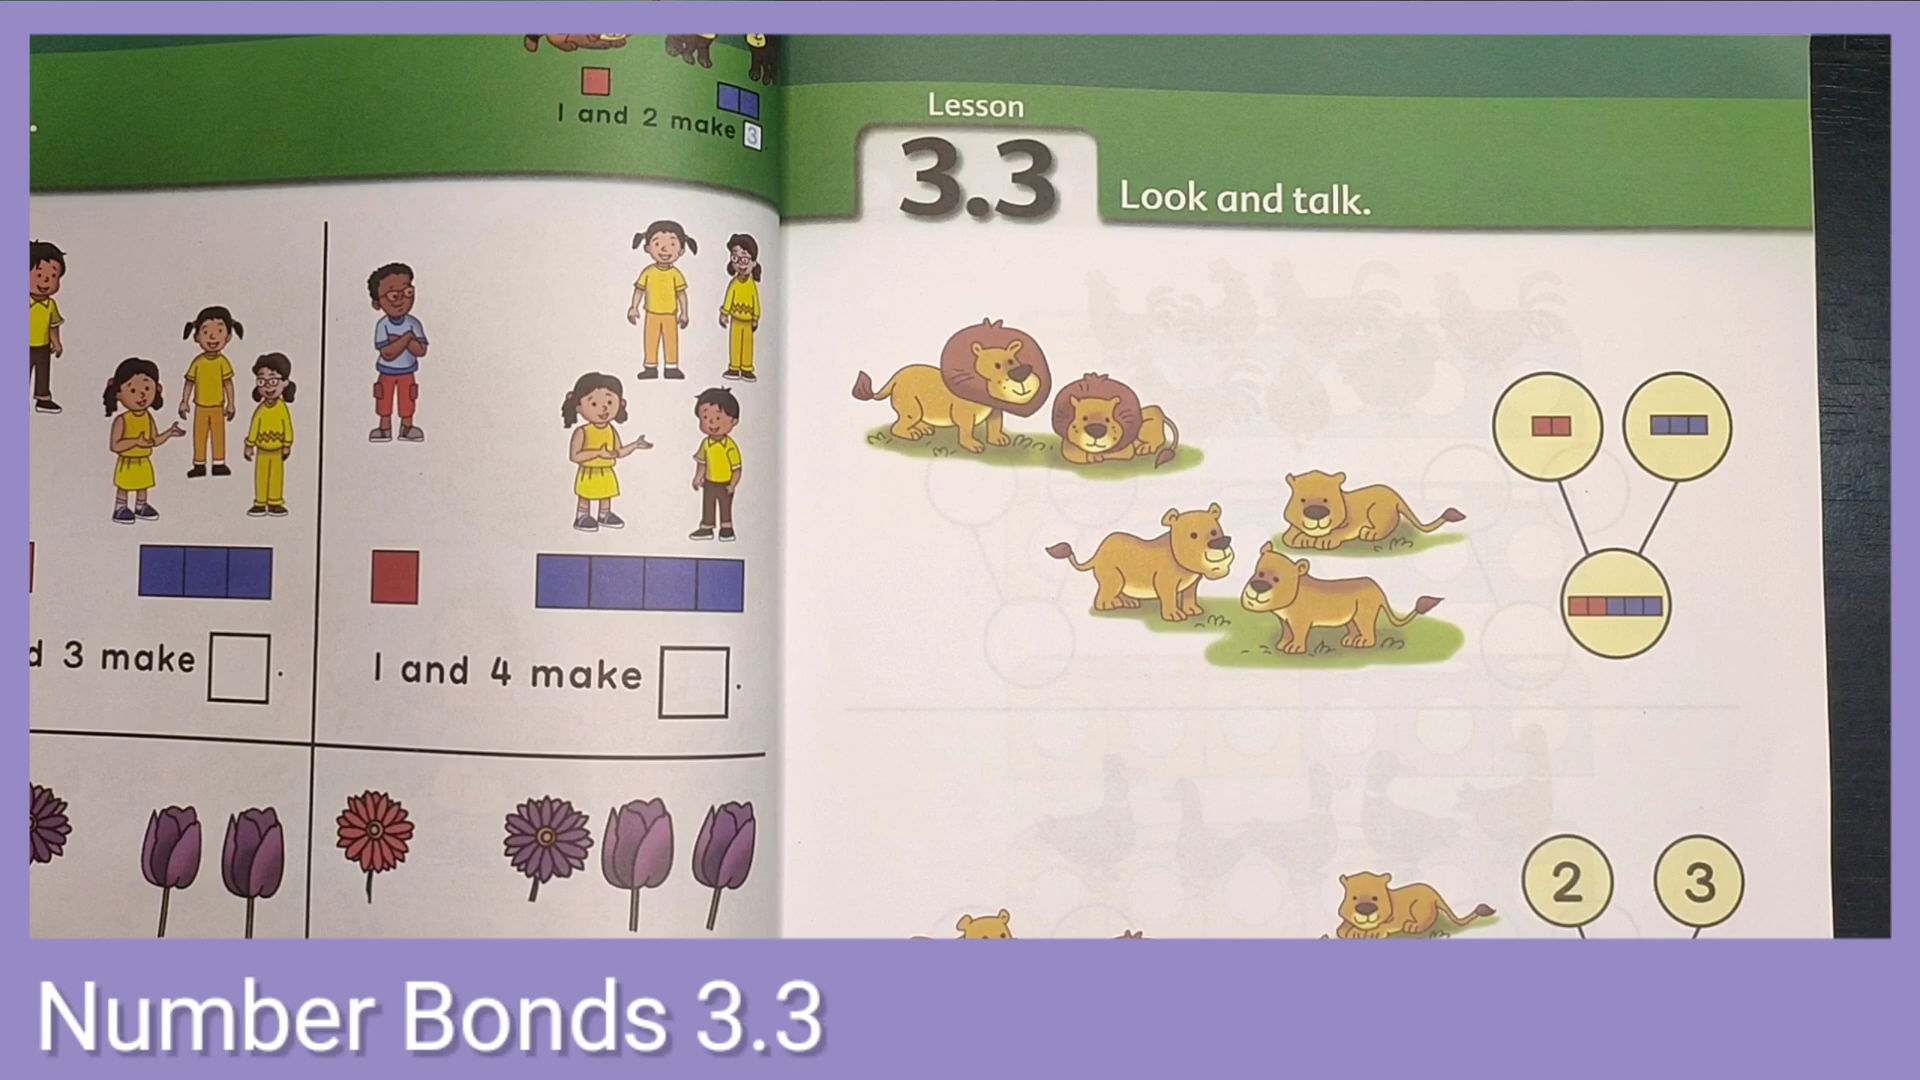 1 and 2 make 3
d 3 make .
1 and 4 make .
Lesson
3.3
Look and talk.
2 3
Number Bonds 3.3